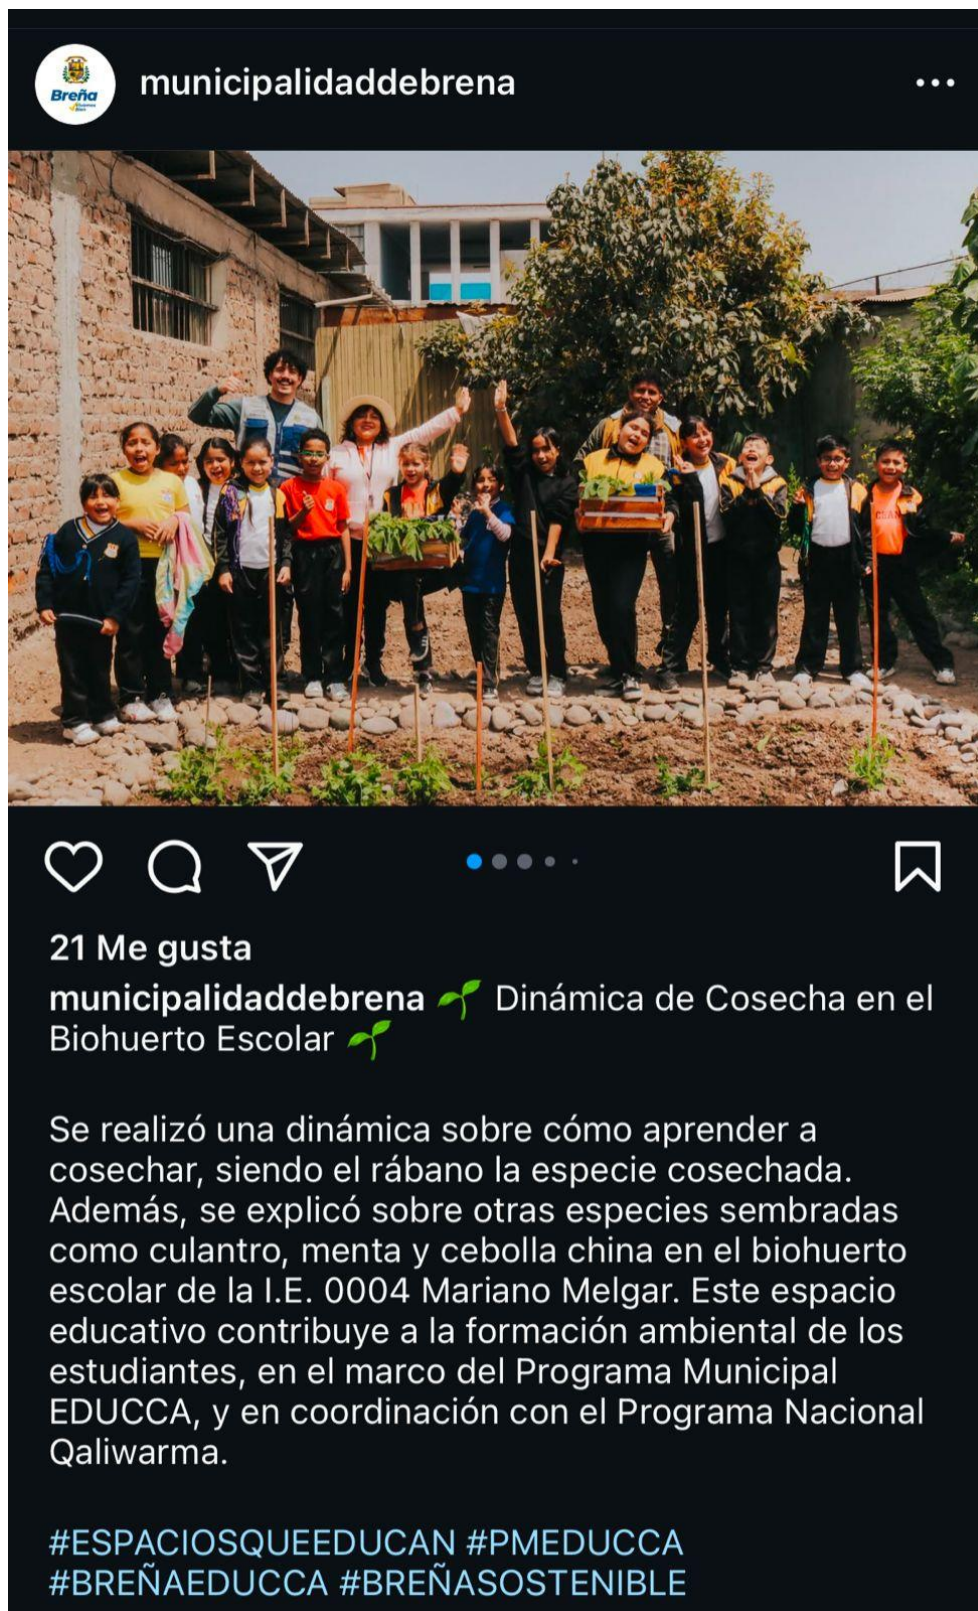 Breña
municipalidaddebrena
21 Me gusta
municipalidaddebrena 🌱 Dinámica de Cosecha en el
Biohuerto Escolar 🌱
Se realizó una dinámica sobre cómo aprender a
cosechar, siendo el rábano la especie cosechada.
Además, se explicó sobre otras especies sembradas
como culantro, menta y cebolla china en el biohuerto
escolar de la I.E. 0004 Mariano Melgar. Este espacio
educativo contribuye a la formación ambiental de los
estudiantes, en el marco del Programa Municipal
EDUCCA, y en coordinación con el Programa Nacional
Qaliwarma.
#ESPACIOSQUEEDUCAN #PMEDUCCA
#BREÑAEDUCCA #BREÑASOSTENIBLE